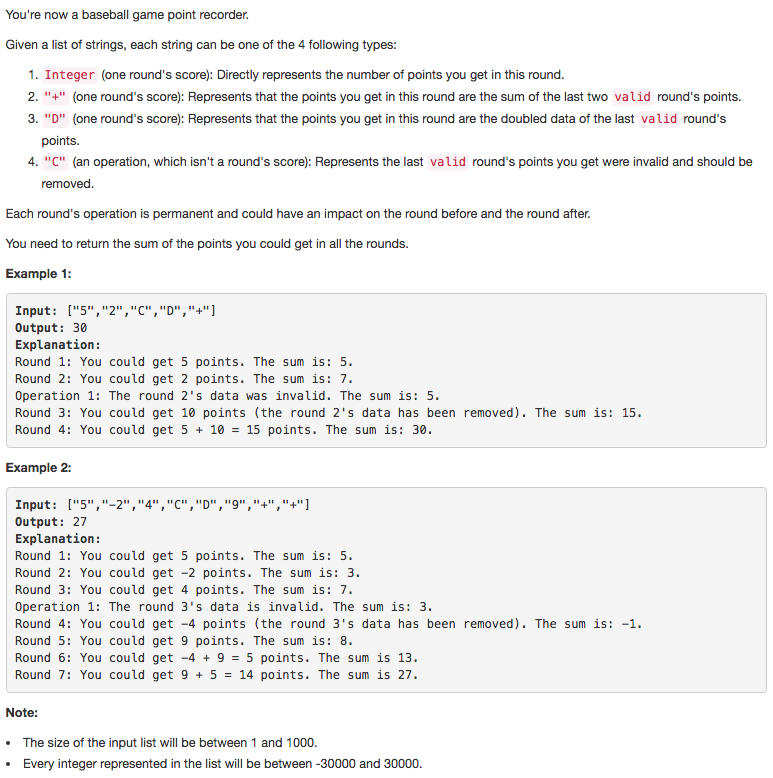 You're now a baseball game point recorder.
Given a list of strings, each string can be one of the 4 following types:
1. Integer (one round's score): Directly represents the number of points you get in this round.
2. "+" (one round's score): Represents that the points you get in this round are the sum of the last two valid round's points.
3. "D" (one round's score): Represents that the points you get in this round are the doubled data of the last valid round's
points.
4. "C" (an operation, which isn't a round's score): Represents the last valid round's points you get were invalid and should be
removed.
Each round's operation is permanent and could have an impact on the round before and the round after.
You need to return the sum of the points you could get in all the rounds.
Example 1:
Input: ["5","2","C","D","+"]
Output: 30
Explanation:
Round 1: You could get 5 points. The sum is: 5.
Round 2: You could get 2 points. The sum is: 7.
Operation 1: The round 2's data was invalid. The sum is: 5.
Round 3: You could get 10 points (the round 2's data has been removed). The sum is: 15.
Round 4: You could get 5 + 10 = 15 points. The sum is: 30.
Example 2:
Input: ["5","-2","4","C","D","9","+","+"]
Output: 27
Explanation:
Round 1: You could get 5 points. The sum is: 5.
Round 2: You could get -2 points. The sum is: 3.
Round 3: You could get 4 points. The sum is: 7.
Operation 1: The round 3's data is invalid. The sum is: 3.
Round 4: You could get -4 points (the round 3's data has been removed). The sum is: -1.
Round 5: You could get 9 points. The sum is: 8.
Round 6: You could get -4 + 9 = 5 points. The sum is 13.
Round 7: You could get 9 + 5 = 14 points. The sum is 27.
Note:
• The size of the input list will be between 1 and 1000.
• Every integer represented in the list will be between -30000 and 30000.